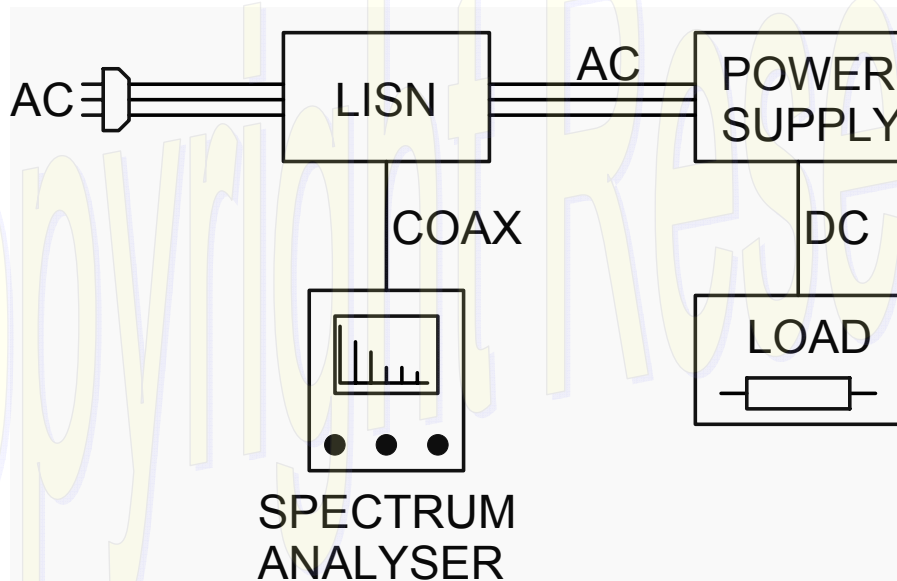 AC
LISN
AC
POWER
SUPPLY
COAX
DC
LOAD
SPECTRUM
ANALYSER